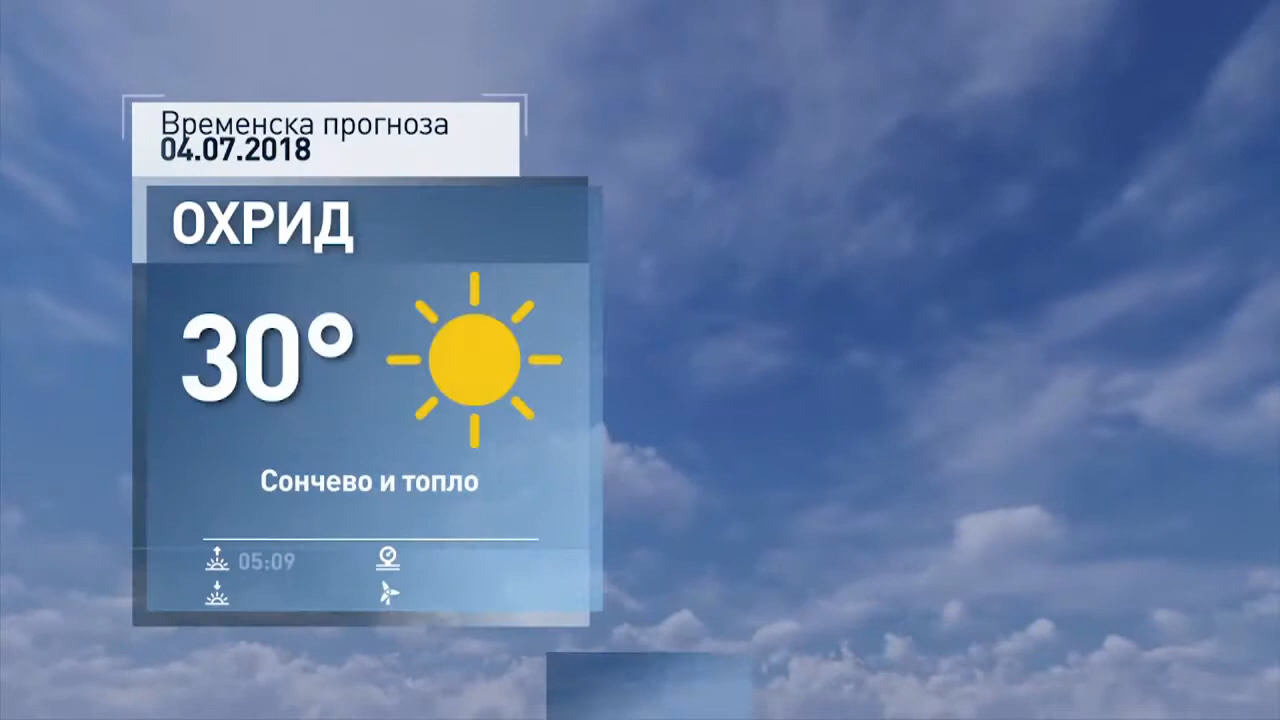 Временска прогноза
04.07.2018
ОХРИД
30°
Сончево и топло
05:09